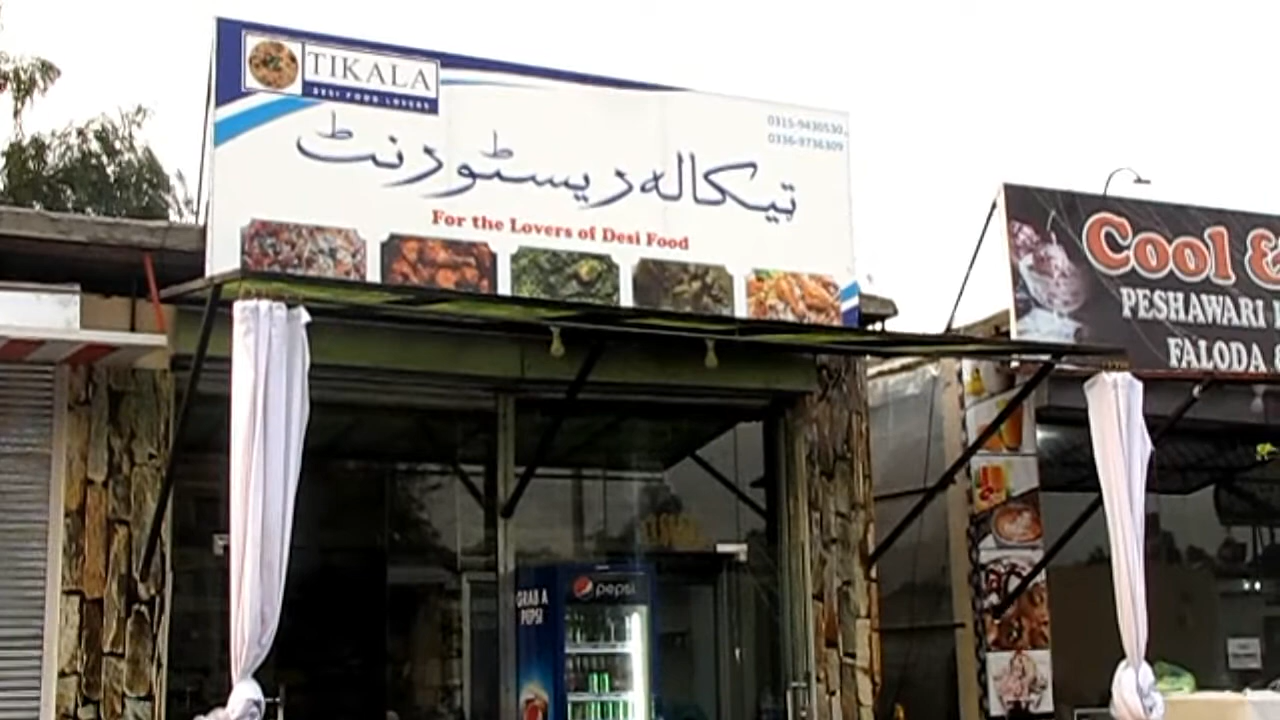 TIKALA
DESI FOOD LOVERS
0315-9430530,
0336-9736309
تیکالہ ریسٹورنٹ
For the Lovers of Desi Food
Cool &
PESHAWARI
FALODA &
pepsi
GRAB A
PEPSI